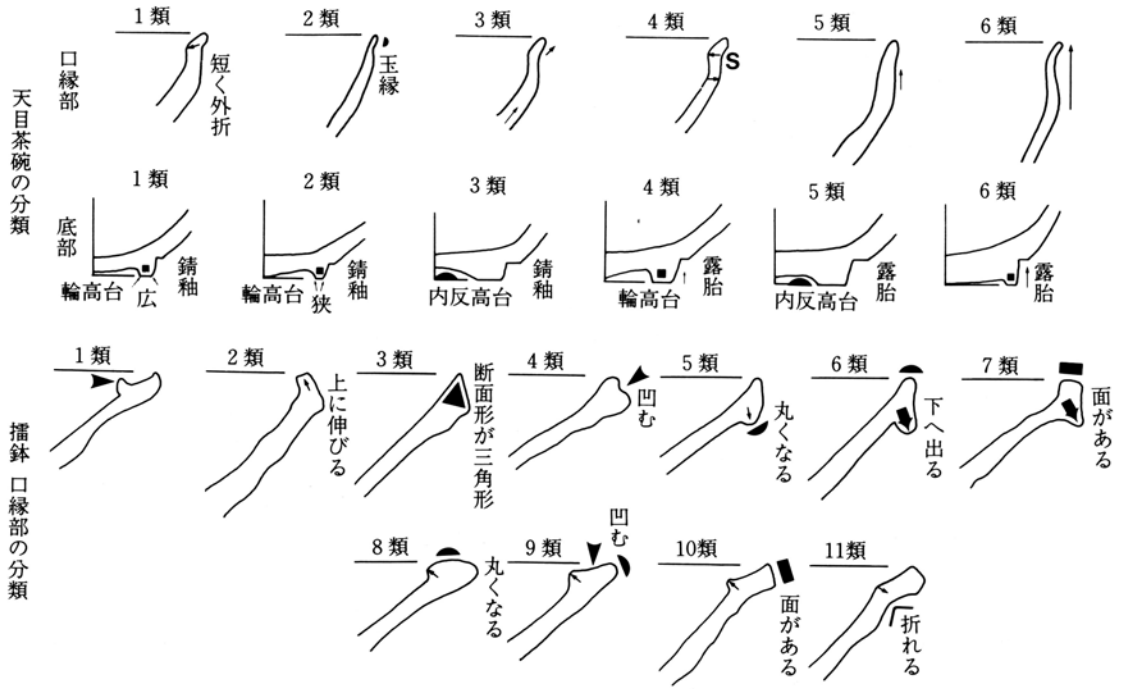 天目茶碗の分類
口縁部
1類
短く外折
2類
玉縁
3類
4類
S
5類
6類
底部
1類
輪高台
広
錆釉
2類
輪高台
狭
錆釉
3類
内反高台
錆釉
4類
輪高台
露胎
5類
内反高台
露胎
6類
露胎
擂鉢 口縁部の分類
1類
2類
上に伸びる
3類
断面形が三角形
4類
凹む
5類
丸くなる
6類
下へ出る
7類
面がある
8類
丸くなる
9類
凹む
10類
面がある
11類
折れる